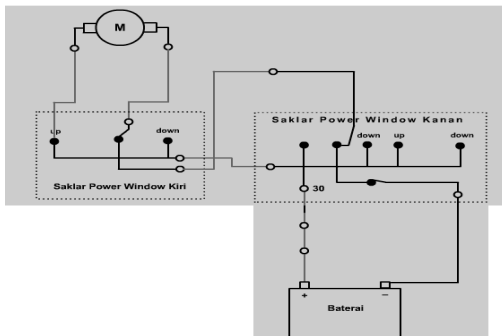 M
up
down
Saklar Power Window Kiri
Saklar Power Window Kanan
down
up
down
30
+
−
Baterai